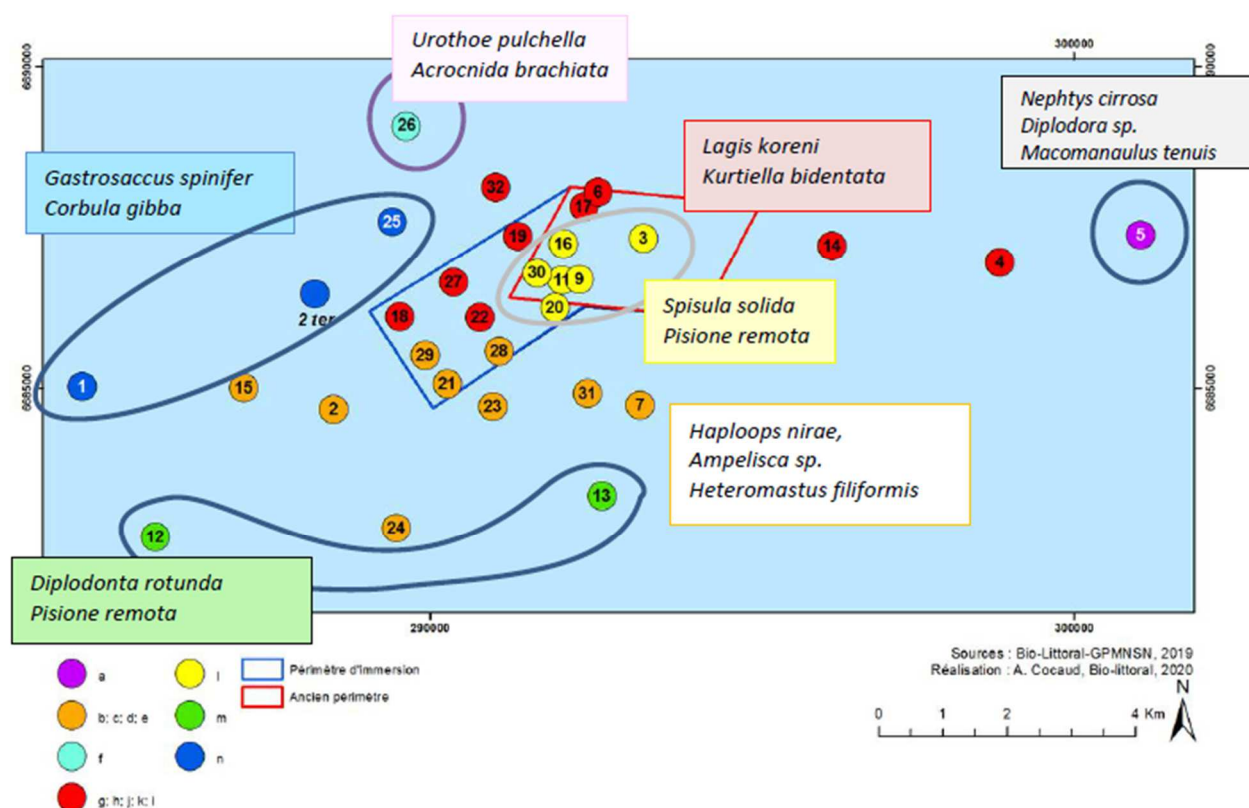 Urothoe pulchella
Acrocnida brachiata
300000
6690000
Nephtys cirrosa
Diplodora sp.
Macomanaulus tenuis
Lagis koreni
Kurtiella bidentata
Gastrosaccus spinifer
Corbula gibba
26
32
6
17
25
19
16
3
5
14
4
30
11
9
27
2 ter
20
18
22
Spisula solida
Pisione remota
29
28
1
15
21
31
2
23
7
6685000
6685000
Haploops nirae,
Ampelisca sp.
Heteromastus filiformis
13
24
12
Diplodonta rotunda
Pisione remota
290000
300000
Sources : Bio-Littoral-GPMNSN, 2019
Réalisation : A. Cocaud, Bio-littoral, 2020
a
l
Périmètre d'immersion
Ancien perimètre
b; c; d; e
m
f
n
g; h; j; k; i
N
0 1 2 4 Km